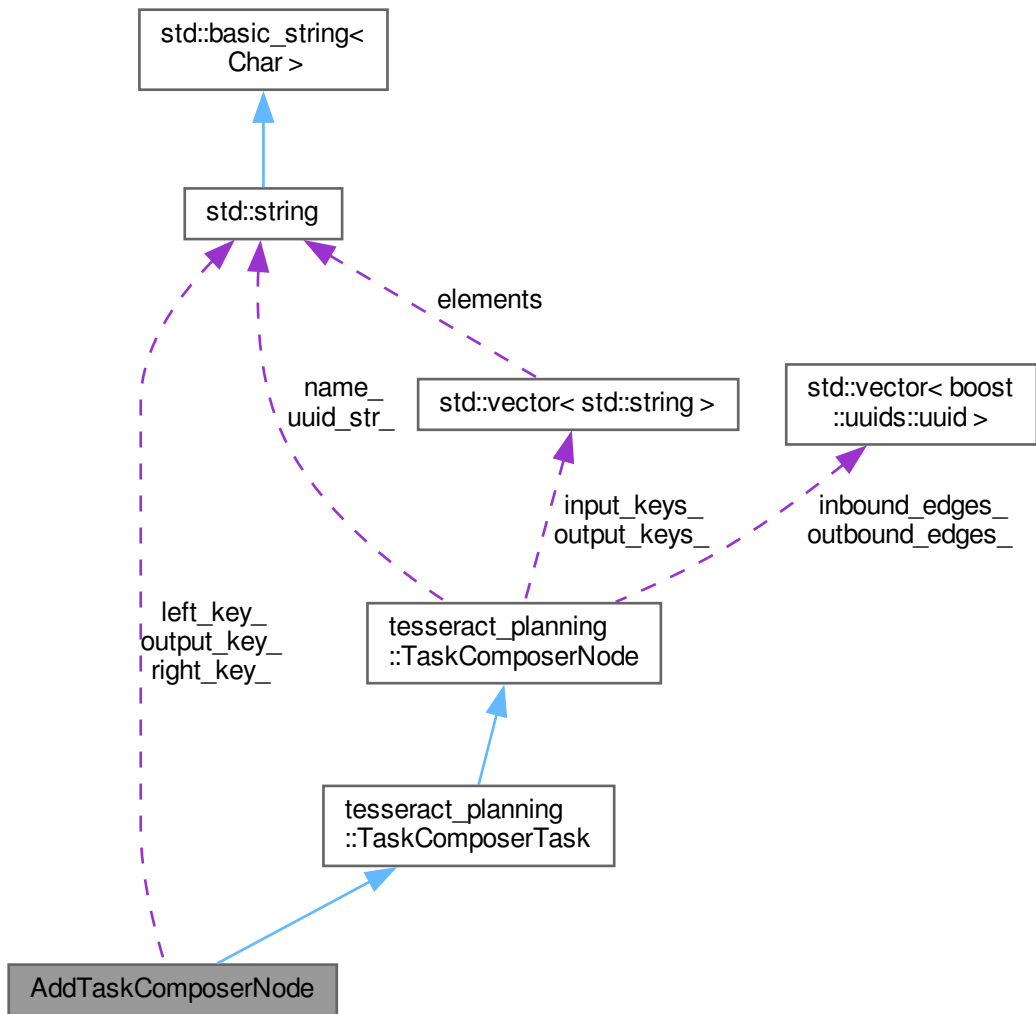 std::basic_string<
Char >
std::string
elements
std::vector< std::string >
std::vector< boost
::uuids::uuid >
name_
uuid_str_
input_keys_
output_keys_
inbound_edges_
outbound_edges_
left_key_
output_key_
right_key_
tesseract_planning
::TaskComposerNode
tesseract_planning
::TaskComposerTask
AddTaskComposerNode